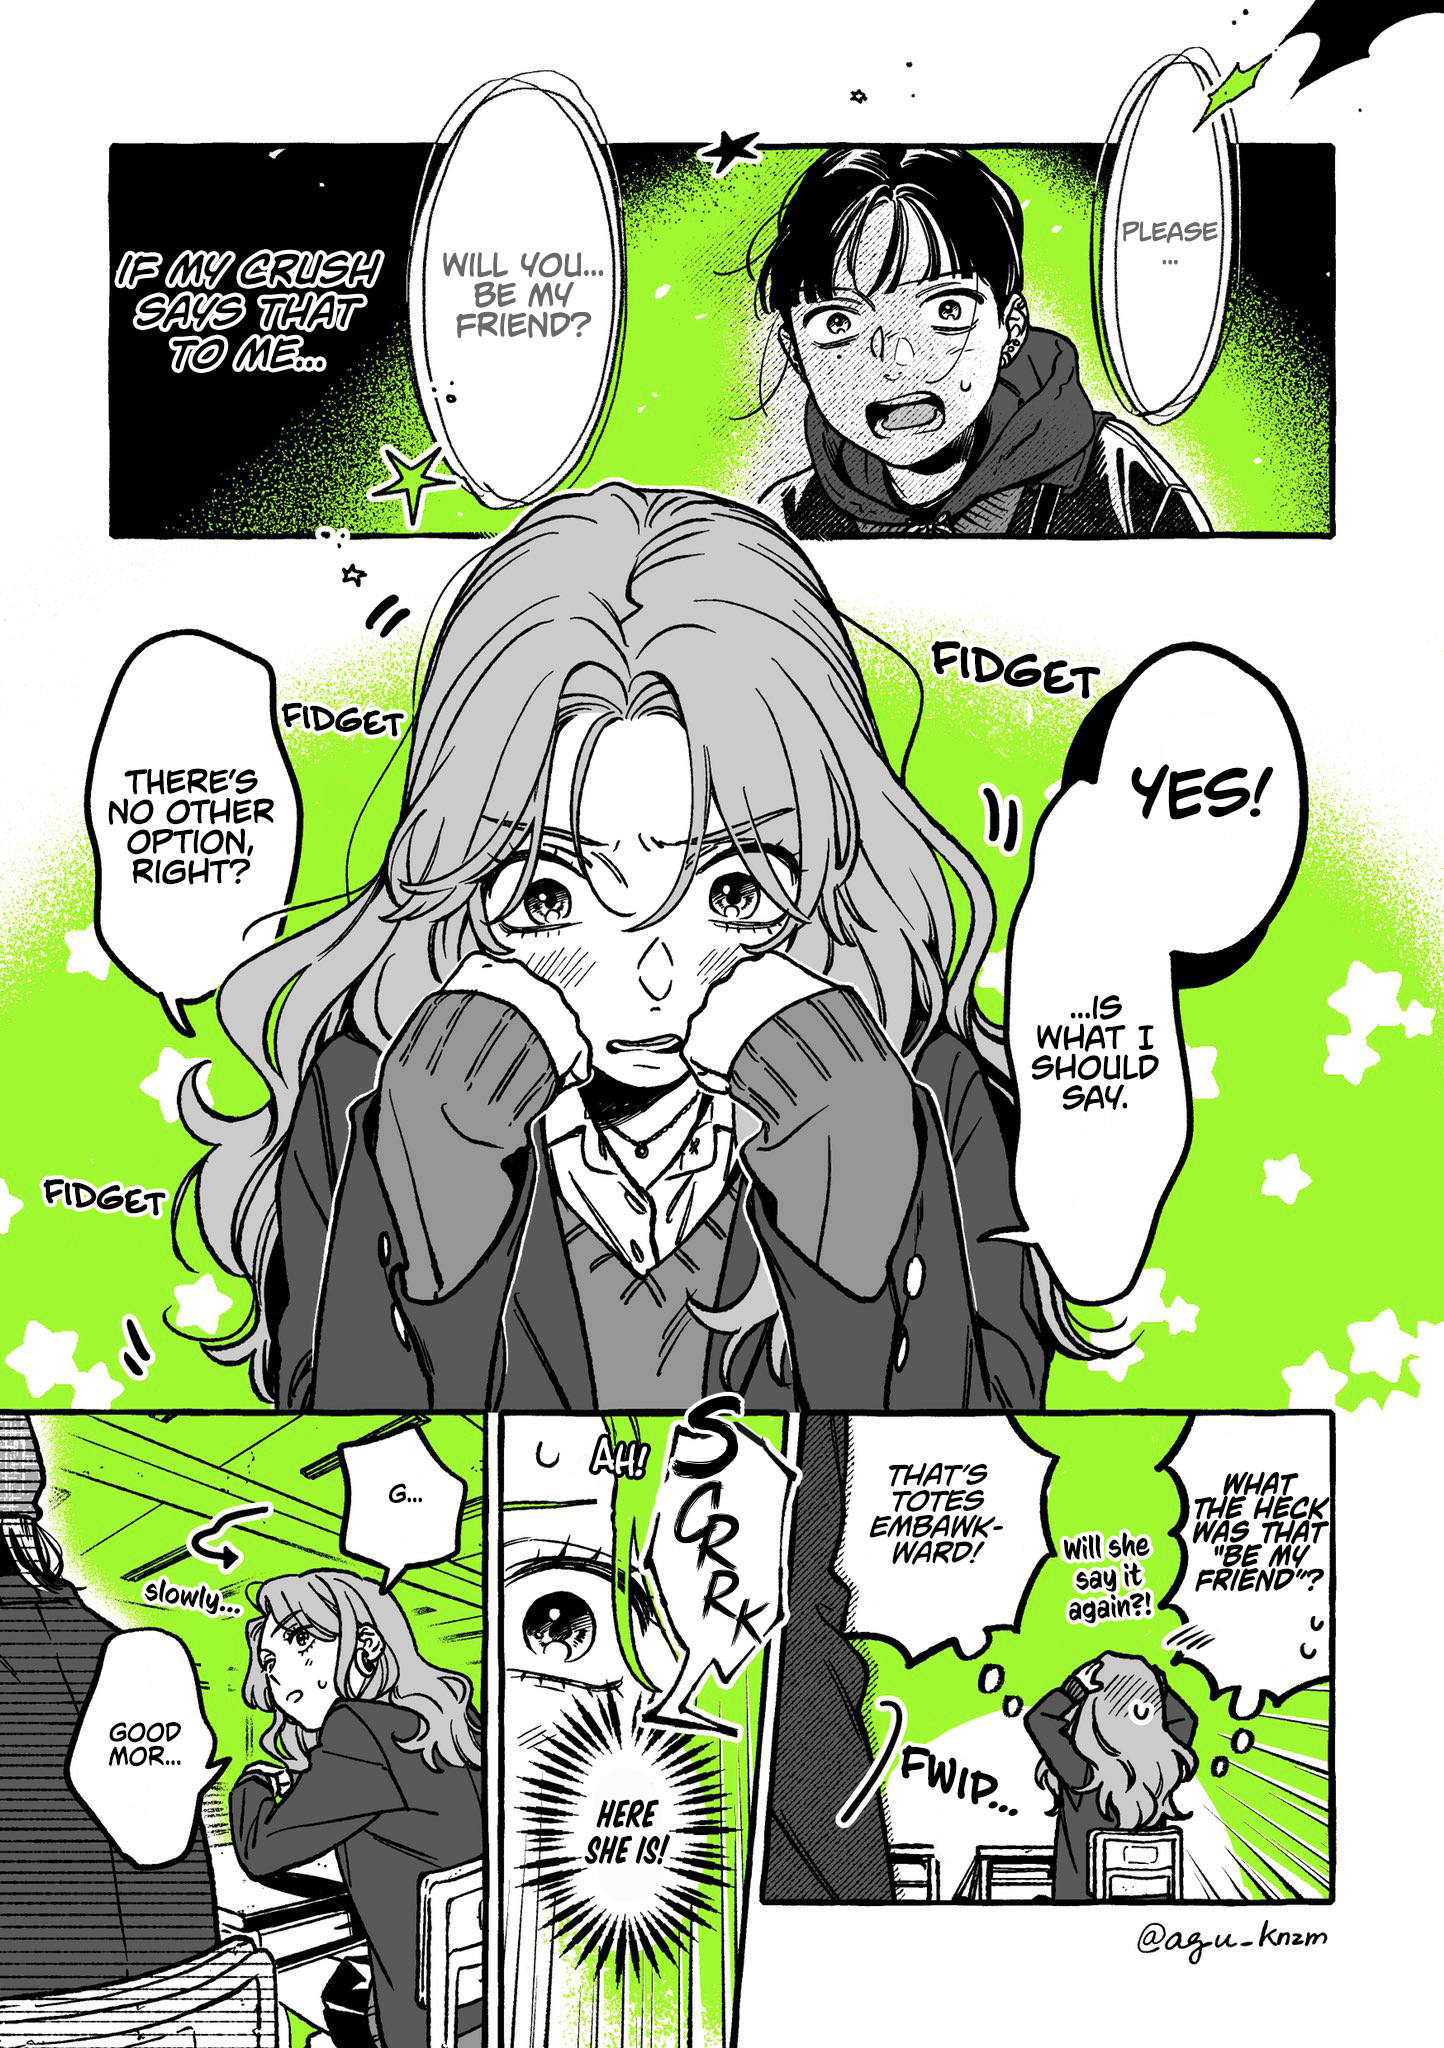 PLEASE
...
WILL YOU...
BE MY
FRIEND?
IF MY CRUSH
SAYS THAT
TO ME...
YES!
...IS
WHAT I
SHOULD
SAY.
FIDGET
FIDGET
THERE'S
NO OTHER
OPTION,
RIGHT?
FIDGET
WHAT
THE HECK
WAS THAT
"BE MY
FRIEND"?
Will she
say it
again?!
THAT'S
TOTES
EMBAWK-
WARD!
FWIP...
SCRRK
AH!
HERE
SHE IS!
G...
slowly...
GOOD
MOR...
@agu_knzm